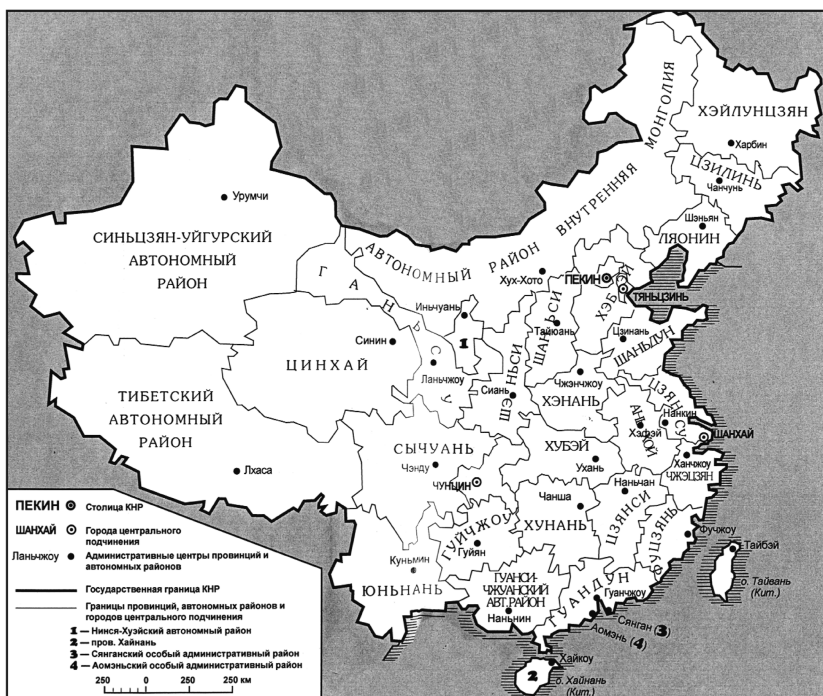 ХЭЙЛУНЦЗЯН
Харбин
ЦЗИЛИНЬ
Чанчунь
Шэньян
ЛЯОНИН
АВТОНОМНЫЙ РАЙОН ВНУТРЕННЯЯ МОНГОЛИЯ
Хух-Хото
Урумчи
СИНЬЦЗЯН-УЙГУРСКИЙ
АВТОНОМНЫЙ
РАЙОН
ГАНЬСУ
ПЕКИН
ХЭБЕЙ
ТЯНЬЦЗИНЬ
Иньчуань
1
ШАНЬСИ
Тайюань
Цзинань
ШАНЬДУН
Синин
ЦИНХАЙ
Ланьчжоу
ШЭНЬСИ
Сиань
Чжэнчжоу
ХЭНАНЬ
ЦЗЯНСУ
Нанкин
АНЬХОЙ
Хэфэй
ШАНХАЙ
ТИБЕТСКИЙ
АВТОНОМНЫЙ
РАЙОН
Лхаса
СЫЧУАНЬ
Чэнду
ЧУНЦИН
ХУБЭЙ
Ухань
Ханчжоу
ЧЖЭЦЗЯН
Наньчан
ЦЗЯНСИ
Чанша
ХУНАНЬ
ГУЙЧЖОУ
Гуйян
ФУЦЗЯНЬ
Фучжоу
Тайбэй
о. Тайвань
(Кит.)
Куньмин
ЮНЬНАНЬ
ГУАНСИ-
ЧЖУАНСКИЙ
АВТ.РАЙОН
Наньнин
ГУАНДУН
Гуанчжоу
Сянган (3)
Аомэнь (4)
Хайкоу
2
о. Хайнань
(Кит.)
ПЕКИН Столица КНР
ШАНХАЙ Города центрального
подчинения
Ланьчжоу Административные центры провинций и
автономных районов
Государственная граница КНР
Границы провинций, автономных районов и
городов центрального подчинения
1 — Нинся-Хуэйский автономный район
2 — пров. Хайнань
3 — Сянганский особый административный район
4 — Аомэньский особый административный район
250 0 250 км